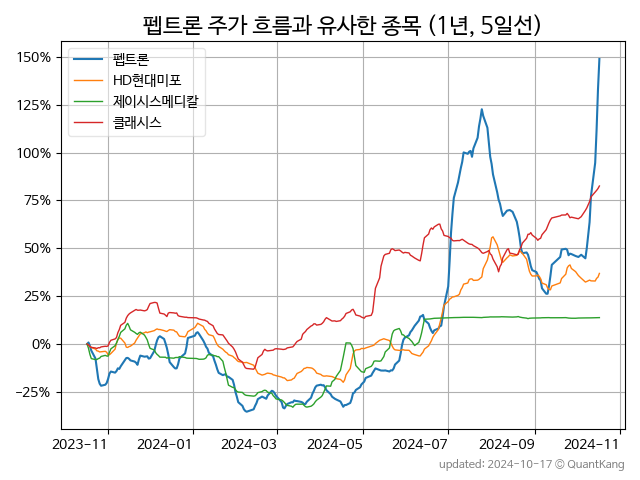 펩트론 주가 흐름과 유사한 종목 (1년, 5일선)
150%
125%
100%
75%
50%
25%
0%
−25%
펩트론
HD현대미포
제이시스메디칼
클래시스
2023-11
2024-01
2024-03
2024-05
2024-07
2024-09
2024-11
updated: 2024-10-17 © QuantKang